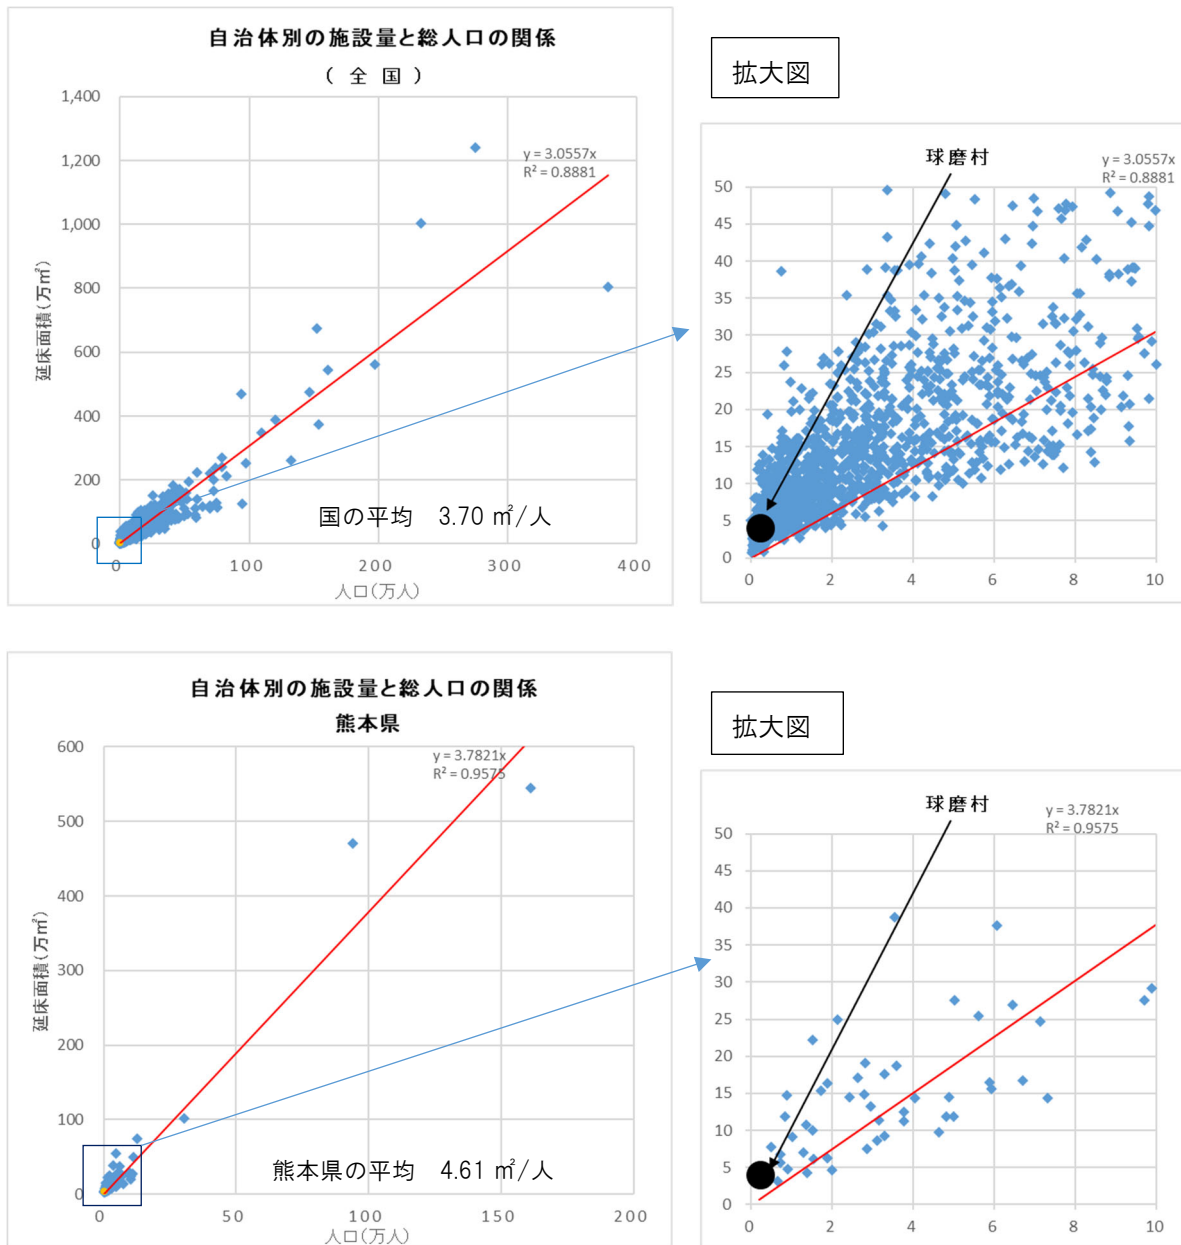 自治体別の施設量と総人口の関係
( 全 国 )
拡大図
y = 3.0557x
R² = 0.8881
延床面積(万㎡)
1,400
1,200
1,000
800
600
400
200
0
0
100
200
300
400
人口(万人)
国の平均 3.70 ㎡/人
球磨村
y = 3.0557x
R² = 0.8881
50
45
40
35
30
25
20
15
10
5
0
0
2
4
6
8
10
自治体別の施設量と総人口の関係
熊本県
拡大図
y = 3.7821x
R² = 0.9575
延床面積(万㎡)
600
500
400
300
200
100
0
0
50
100
150
200
人口(万人)
熊本県の平均 4.61 ㎡/人
球磨村
y = 3.7821x
R² = 0.9575
50
45
40
35
30
25
20
15
10
5
0
0
2
4
6
8
10